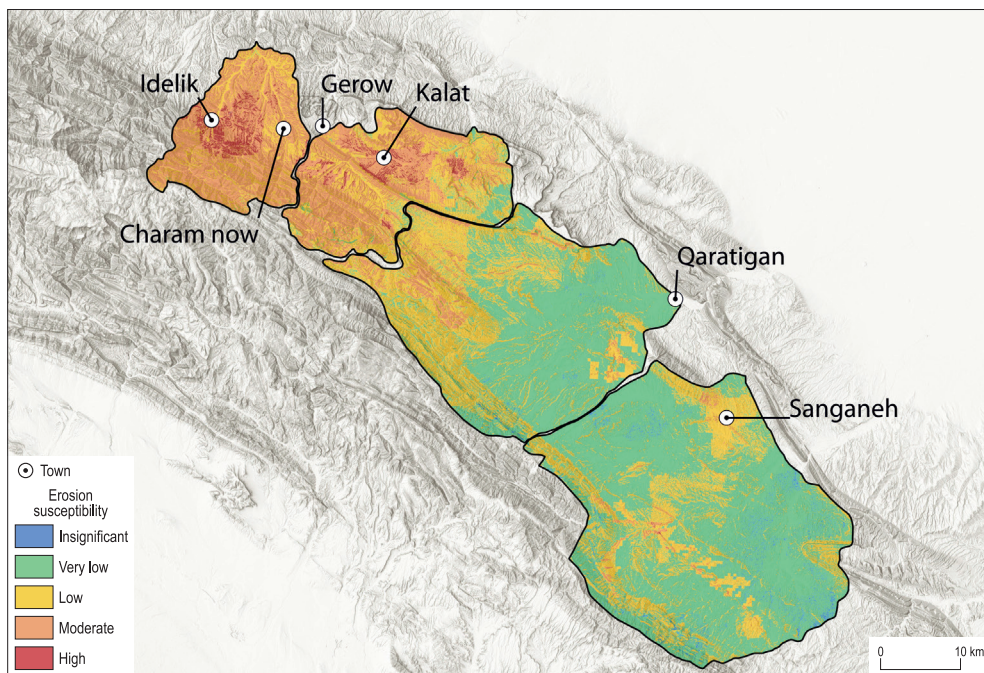 Idelik
Gerow
Kalat
Charam now
Qaratigan
Sanganeh
Town
Erosion
susceptibility
Insignificant
Very low
Low
Moderate
High
0 10 km